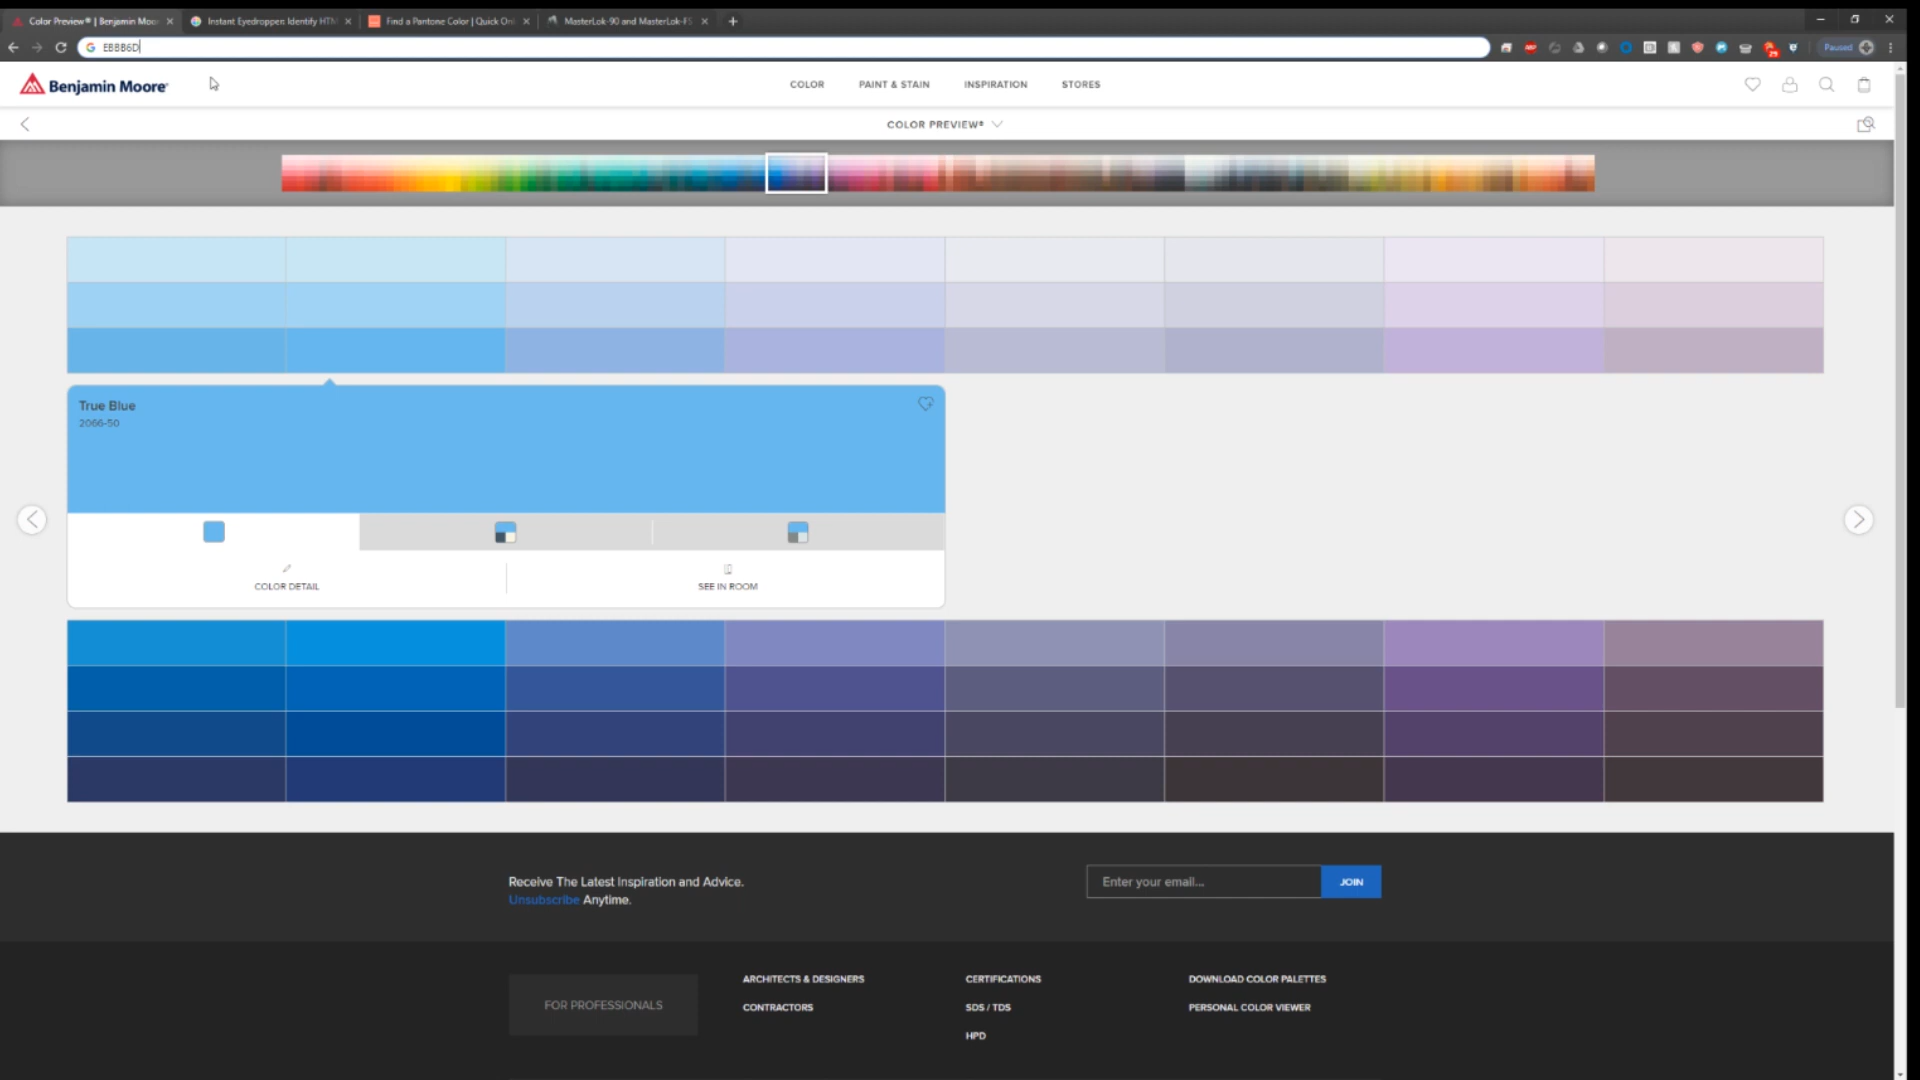 Color Preview® | Benjamin Moor
Instant Eyedropper: Identify HTM
Find a Pantone Color | Quick Onl
MasterLok-90 and MasterLok-FS
EBBB6D
Paused
Benjamin Moore®
COLOR
PAINT & STAIN
INSPIRATION
STORES
COLOR PREVIEW®
True Blue
2066-50
COLOR DETAIL
SEE IN ROOM
Receive The Latest Inspiration and Advice.
Unsubscribe Anytime.
Enter your email...
JOIN
FOR PROFESSIONALS
ARCHITECTS & DESIGNERS
CONTRACTORS
CERTIFICATIONS
SDS / TDS
HPD
DOWNLOAD COLOR PALETTES
PERSONAL COLOR VIEWER